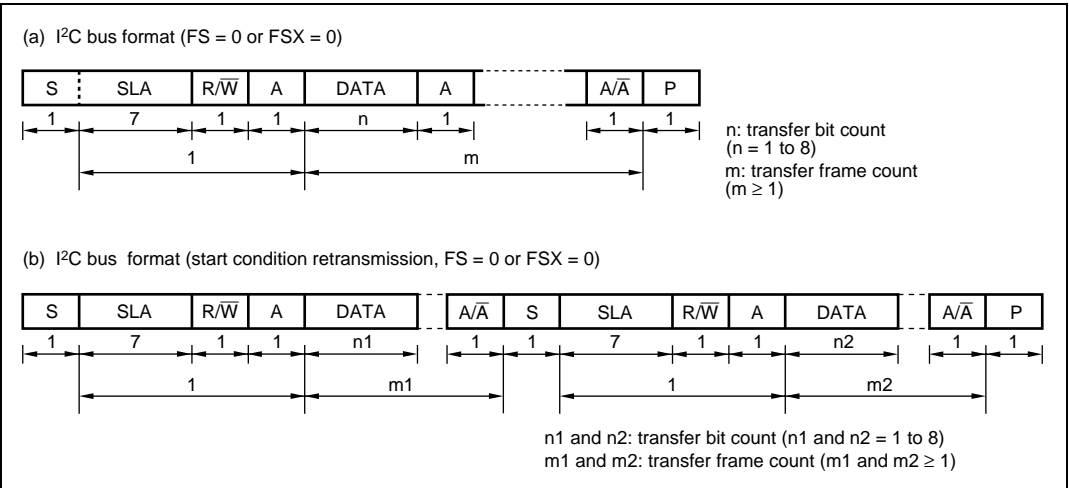 (a) I²C bus format (FS = 0 or FSX = 0)
S SLA R/W̅ A DATA A A/A̅ P
1 7 1 1 n 1 1 1
1 m
n: transfer bit count
(n = 1 to 8)
m: transfer frame count
(m ≥ 1)
(b) I²C bus format (start condition retransmission, FS = 0 or FSX = 0)
S SLA R/W̅ A DATA A/A̅ S SLA R/W̅ A DATA A/A̅ P
1 7 1 1 n1 1 1 7 1 1 n2 1 1
1 m1 1 m2
n1 and n2: transfer bit count (n1 and n2 = 1 to 8)
m1 and m2: transfer frame count (m1 and m2 ≥ 1)